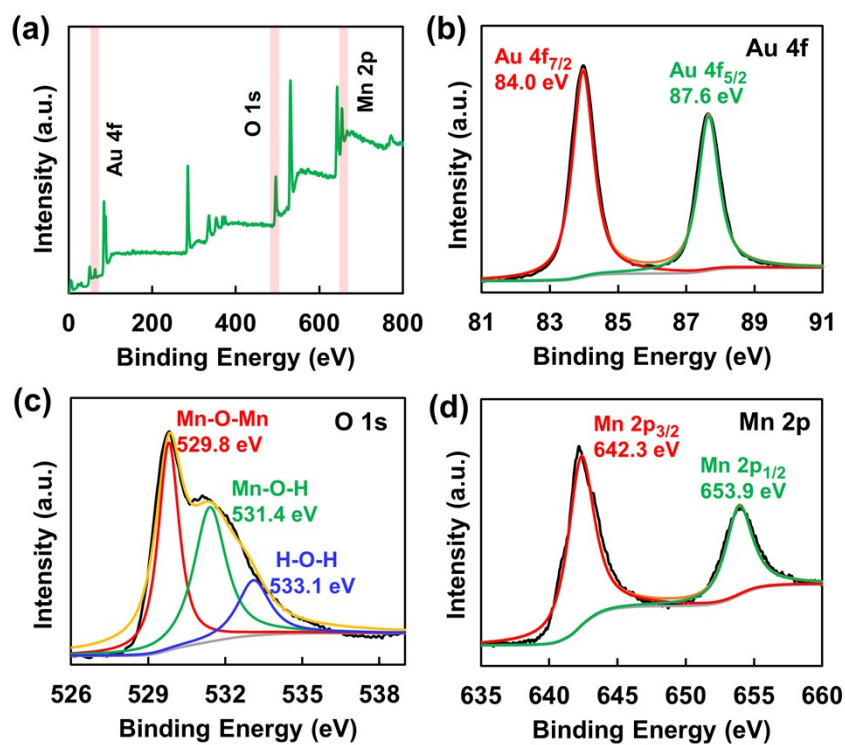 (a)
Au 4f
O 1s
Mn 2p
Intensity (a.u.)
0 200 400 600 800
Binding Energy (eV)
(b)
Au 4f
Au 4f7/2
84.0 eV
Au 4f5/2
87.6 eV
Intensity (a.u.)
81 83 85 87 89 91
Binding Energy (eV)
(c)
O 1s
Mn-O-Mn
529.8 eV
Mn-O-H
531.4 eV
H-O-H
533.1 eV
Intensity (a.u.)
526 529 532 535 538
Binding Energy (eV)
(d)
Mn 2p
Mn 2p3/2
642.3 eV
Mn 2p1/2
653.9 eV
Intensity (a.u.)
635 640 645 650 655 660
Binding Energy (eV)